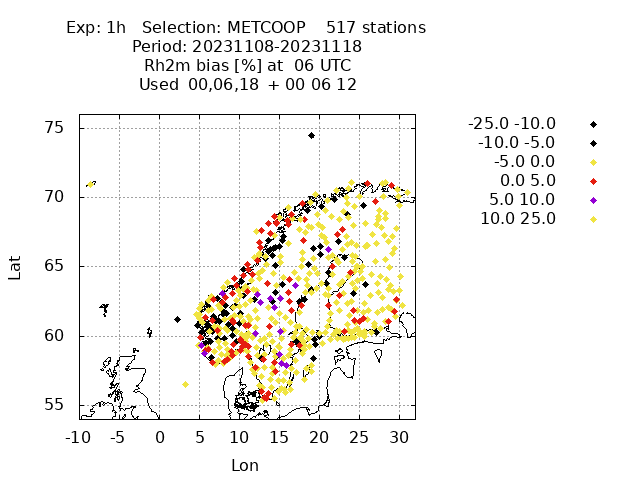 Exp: 1h   Selection: METCOOP    517 stations
Period: 20231108-20231118
Rh2m bias [%] at  06 UTC
Used  00,06,18  + 00 06 12
-25.0 -10.0
-10.0 -5.0
-5.0 0.0
0.0 5.0
5.0 10.0
10.0 25.0
75
70
65
60
55
Lat
-10 -5 0 5 10 15 20 25 30
Lon